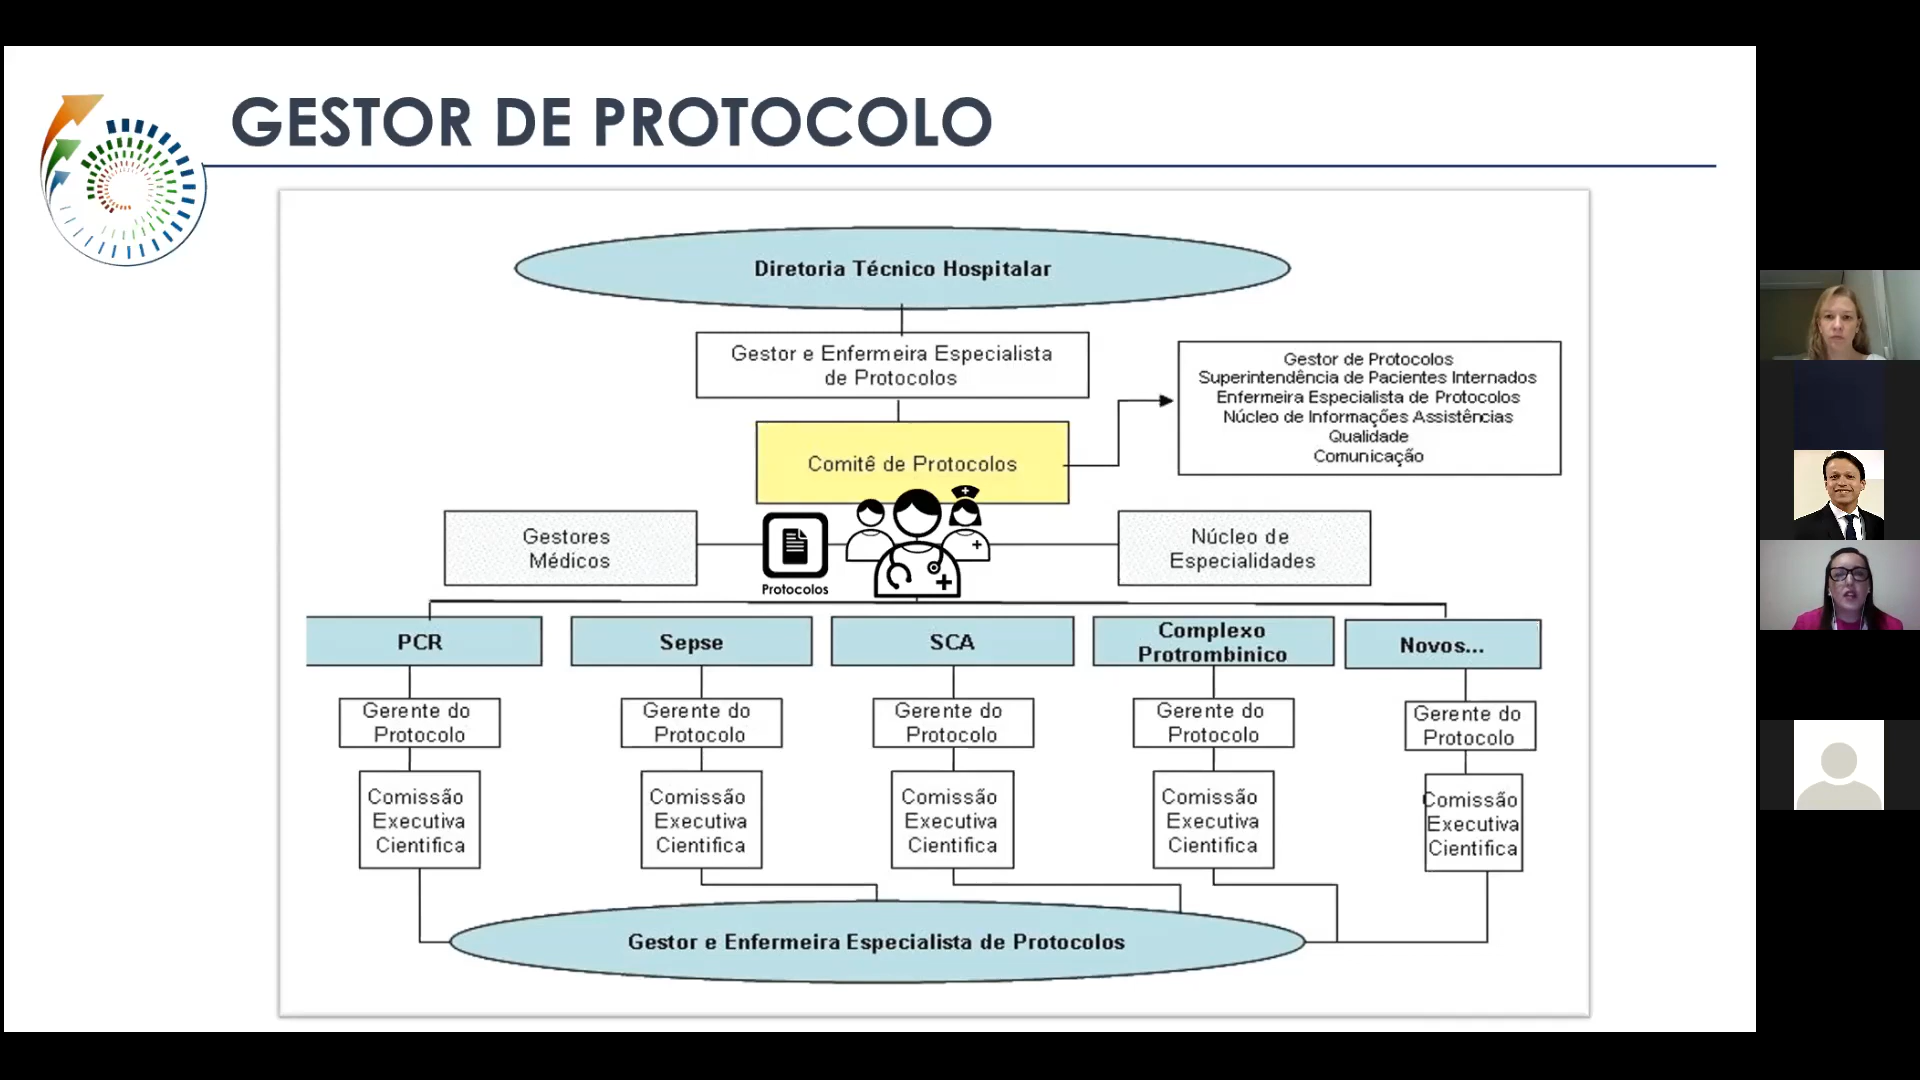 GESTOR DE PROTOCOLO
Diretoria Técnico Hospitalar
Gestor e Enfermeira Especialista
de Protocolos
Gestor de Protocolos
Superintendência de Pacientes Internados
Enfermeira Especialista de Protocolos
Núcleo de Informações Assistências
Qualidade
Comunicação
Comitê de Protocolos
Gestores
Médicos
Protocolos
Núcleo de
Especialidades
PCR
Sepse
SCA
Complexo
Protrombinico
Novos...
Gerente do
Protocolo
Gerente do
Protocolo
Gerente do
Protocolo
Gerente do
Protocolo
Gerente do
Protocolo
Comissão
Executiva
Cientifica
Comissão
Executiva
Cientifica
Comissão
Executiva
Cientifica
Comissão
Executiva
Cientifica
Comissão
Executiva
Cientifica
Gestor e Enfermeira Especialista de Protocolos